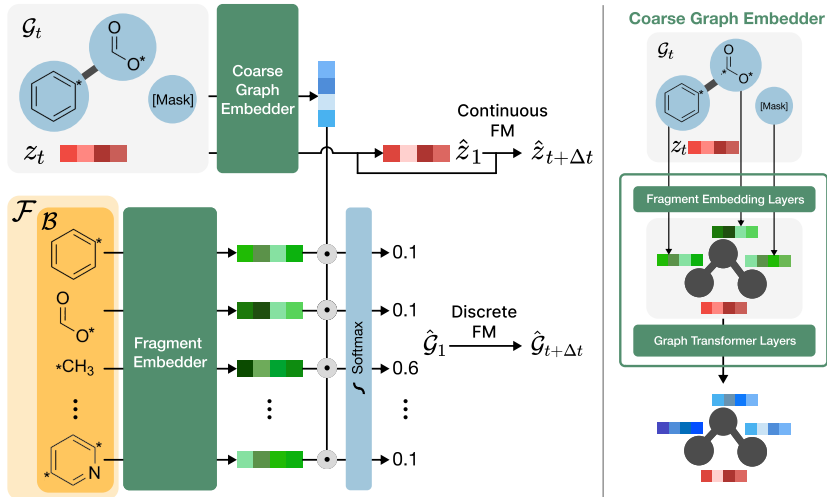 𝒢t
O
O*
*
[Mask]
zt
Coarse
Graph
Embedder
Continuous
FM
ẑ1
ẑt+Δt
ℱ
ℬ
*
O
O*
*CH3
*
*
N
Fragment
Embedder
∫ Softmax
0.1
0.1
0.6
0.1
Discrete
FM
𝒢̂1
𝒢̂t+Δt
Coarse Graph Embedder
𝒢t
O
O*
*
*
[Mask]
zt
Fragment Embedding Layers
Graph Transformer Layers